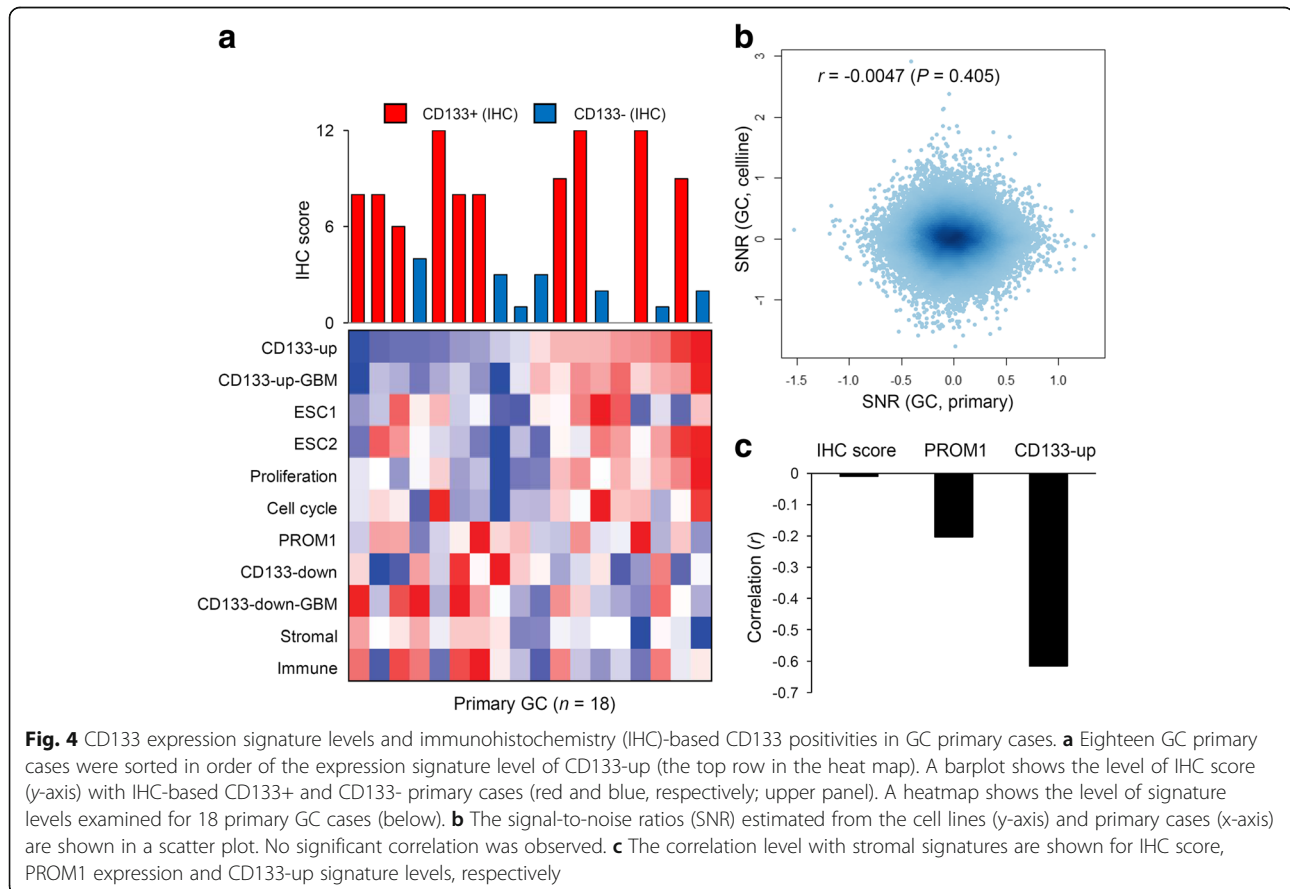 a
CD133+ (IHC) CD133- (IHC)
IHC score
12
6
0
CD133-up
CD133-up-GBM
ESC1
ESC2
Proliferation
Cell cycle
PROM1
CD133-down
CD133-down-GBM
Stromal
Immune
Primary GC (n = 18)
b
r = -0.0047 (P = 0.405)
SNR (GC, cellline)
3
2
1
0
-1
-1.5 -1.0 -0.5 0.0 0.5 1.0
SNR (GC, primary)
c
IHC score PROM1 CD133-up
Correlation (r)
0
-0.1
-0.2
-0.3
-0.4
-0.5
-0.6
-0.7
Fig. 4 CD133 expression signature levels and immunohistochemistry (IHC)-based CD133 positivities in GC primary cases. a Eighteen GC primary
cases were sorted in order of the expression signature level of CD133-up (the top row in the heat map). A barplot shows the level of IHC score
(y-axis) with IHC-based CD133+ and CD133- primary cases (red and blue, respectively; upper panel). A heatmap shows the level of signature
levels examined for 18 primary GC cases (below). b The signal-to-noise ratios (SNR) estimated from the cell lines (y-axis) and primary cases (x-axis)
are shown in a scatter plot. No significant correlation was observed. c The correlation level with stromal signatures are shown for IHC score,
PROM1 expression and CD133-up signature levels, respectively